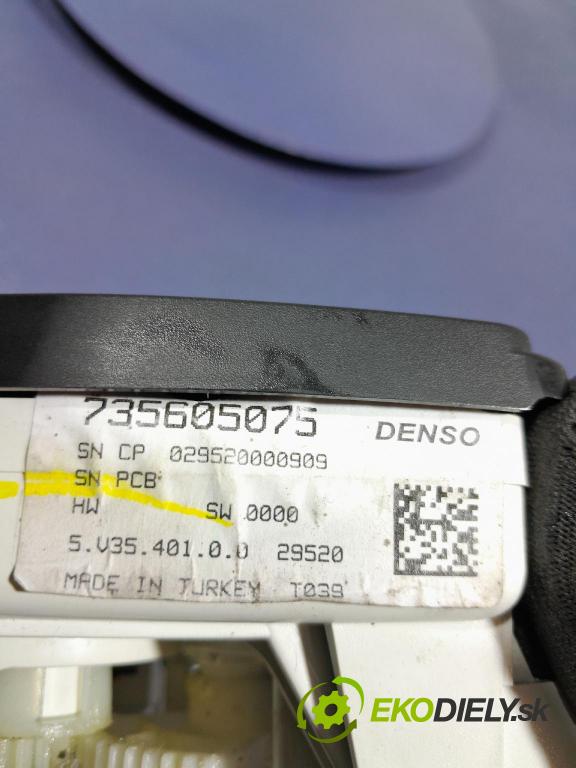 735605075 DENSO
SN CP 029520000909
SN PCB
HW SW 0000
5.V35.401.0.0 29520
MADE IN TURKEY T039
EKODIELY.sk